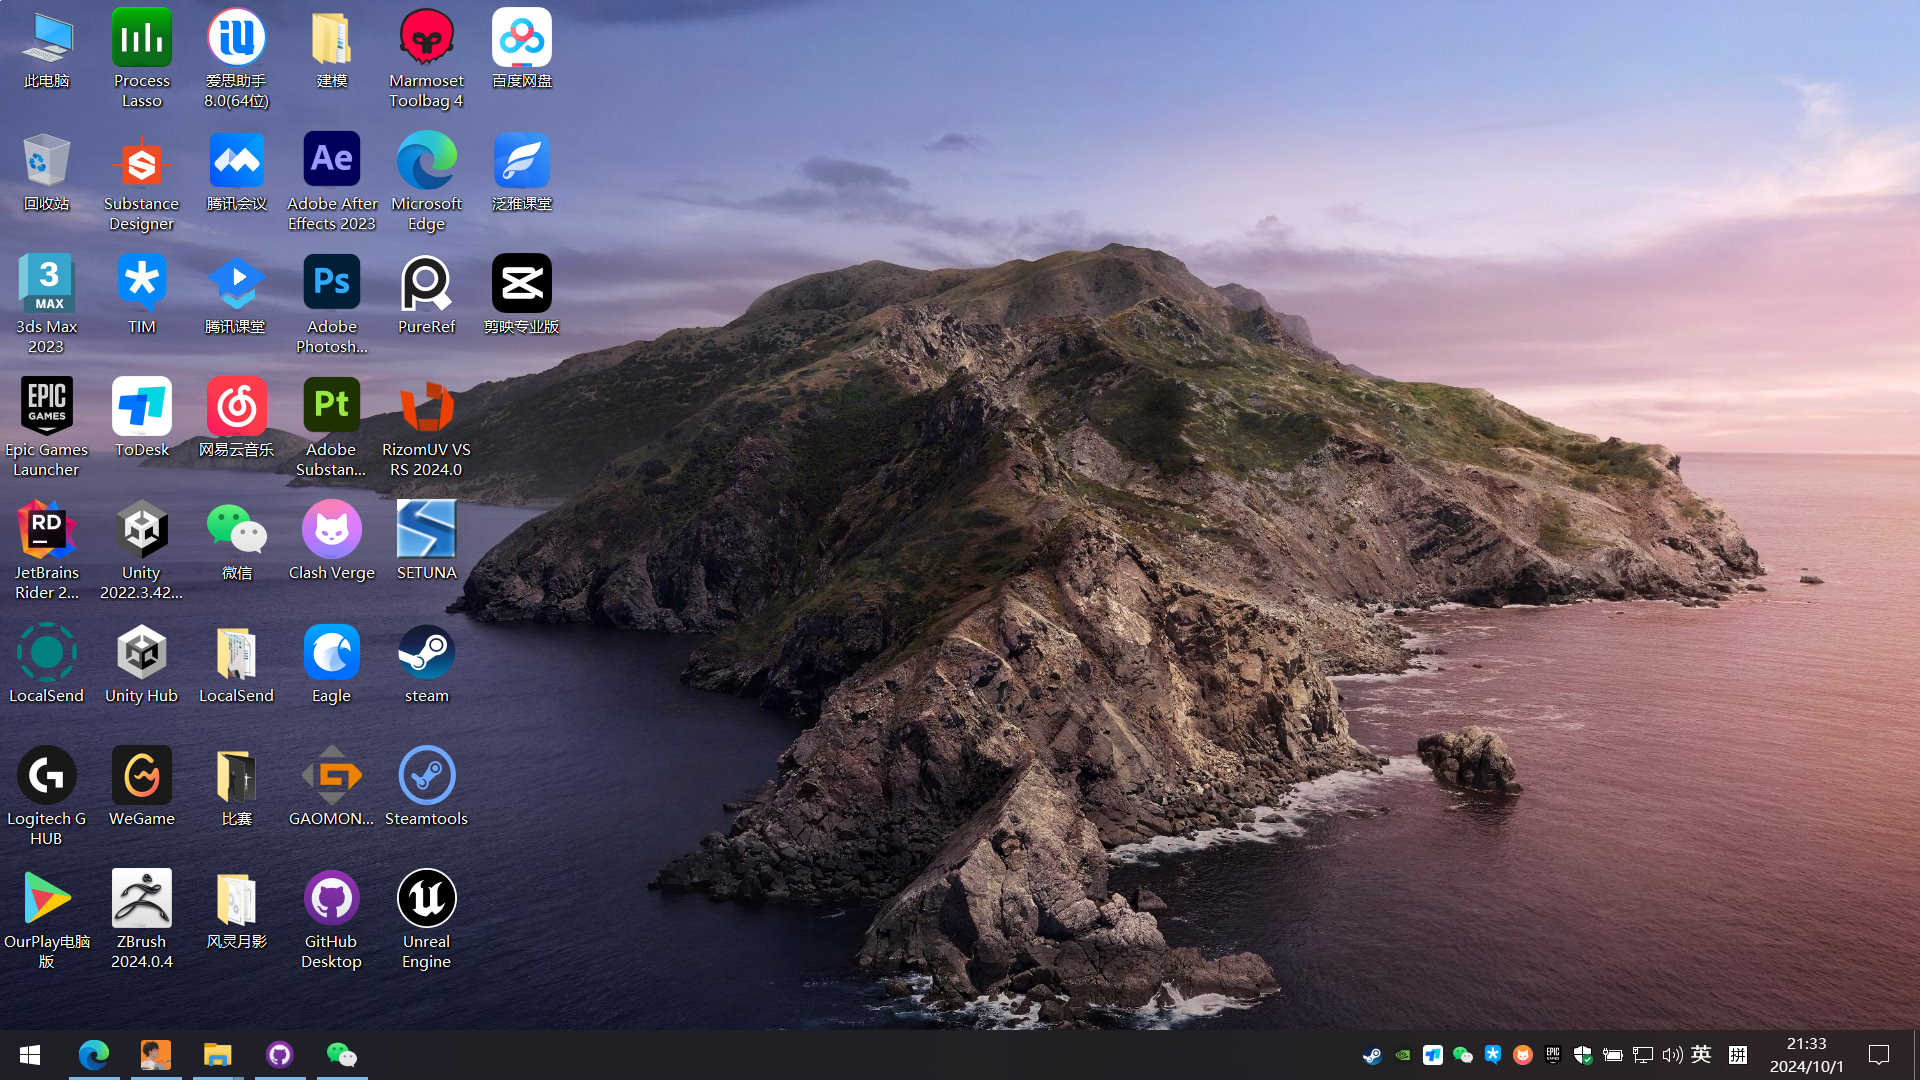 此电脑
Process
Lasso
爱思助手
8.0(64位)
建模
Marmoset
Toolbag 4
百度网盘
回收站
Substance
Designer
腾讯会议
Ae
Adobe After
Effects 2023
Microsoft
Edge
泛雅课堂
3
MAX
3ds Max
2023
TIM
腾讯课堂
Ps
Adobe
Photosh...
PureRef
剪映专业版
EPIC
GAMES
Epic Games
Launcher
ToDesk
网易云音乐
Pt
Adobe
Substan...
RizomUV VS
RS 2024.0
RD
JetBrains
Rider 2...
Unity
2022.3.42...
微信
Clash Verge
SETUNA
LocalSend
Unity Hub
LocalSend
Eagle
steam
Logitech G
HUB
WeGame
比赛
GAOMON...
Steamtools
OurPlay电脑
版
ZBrush
2024.0.4
风灵月影
GitHub
Desktop
Unreal
Engine
EPIC
英
拼
21:33
2024/10/1